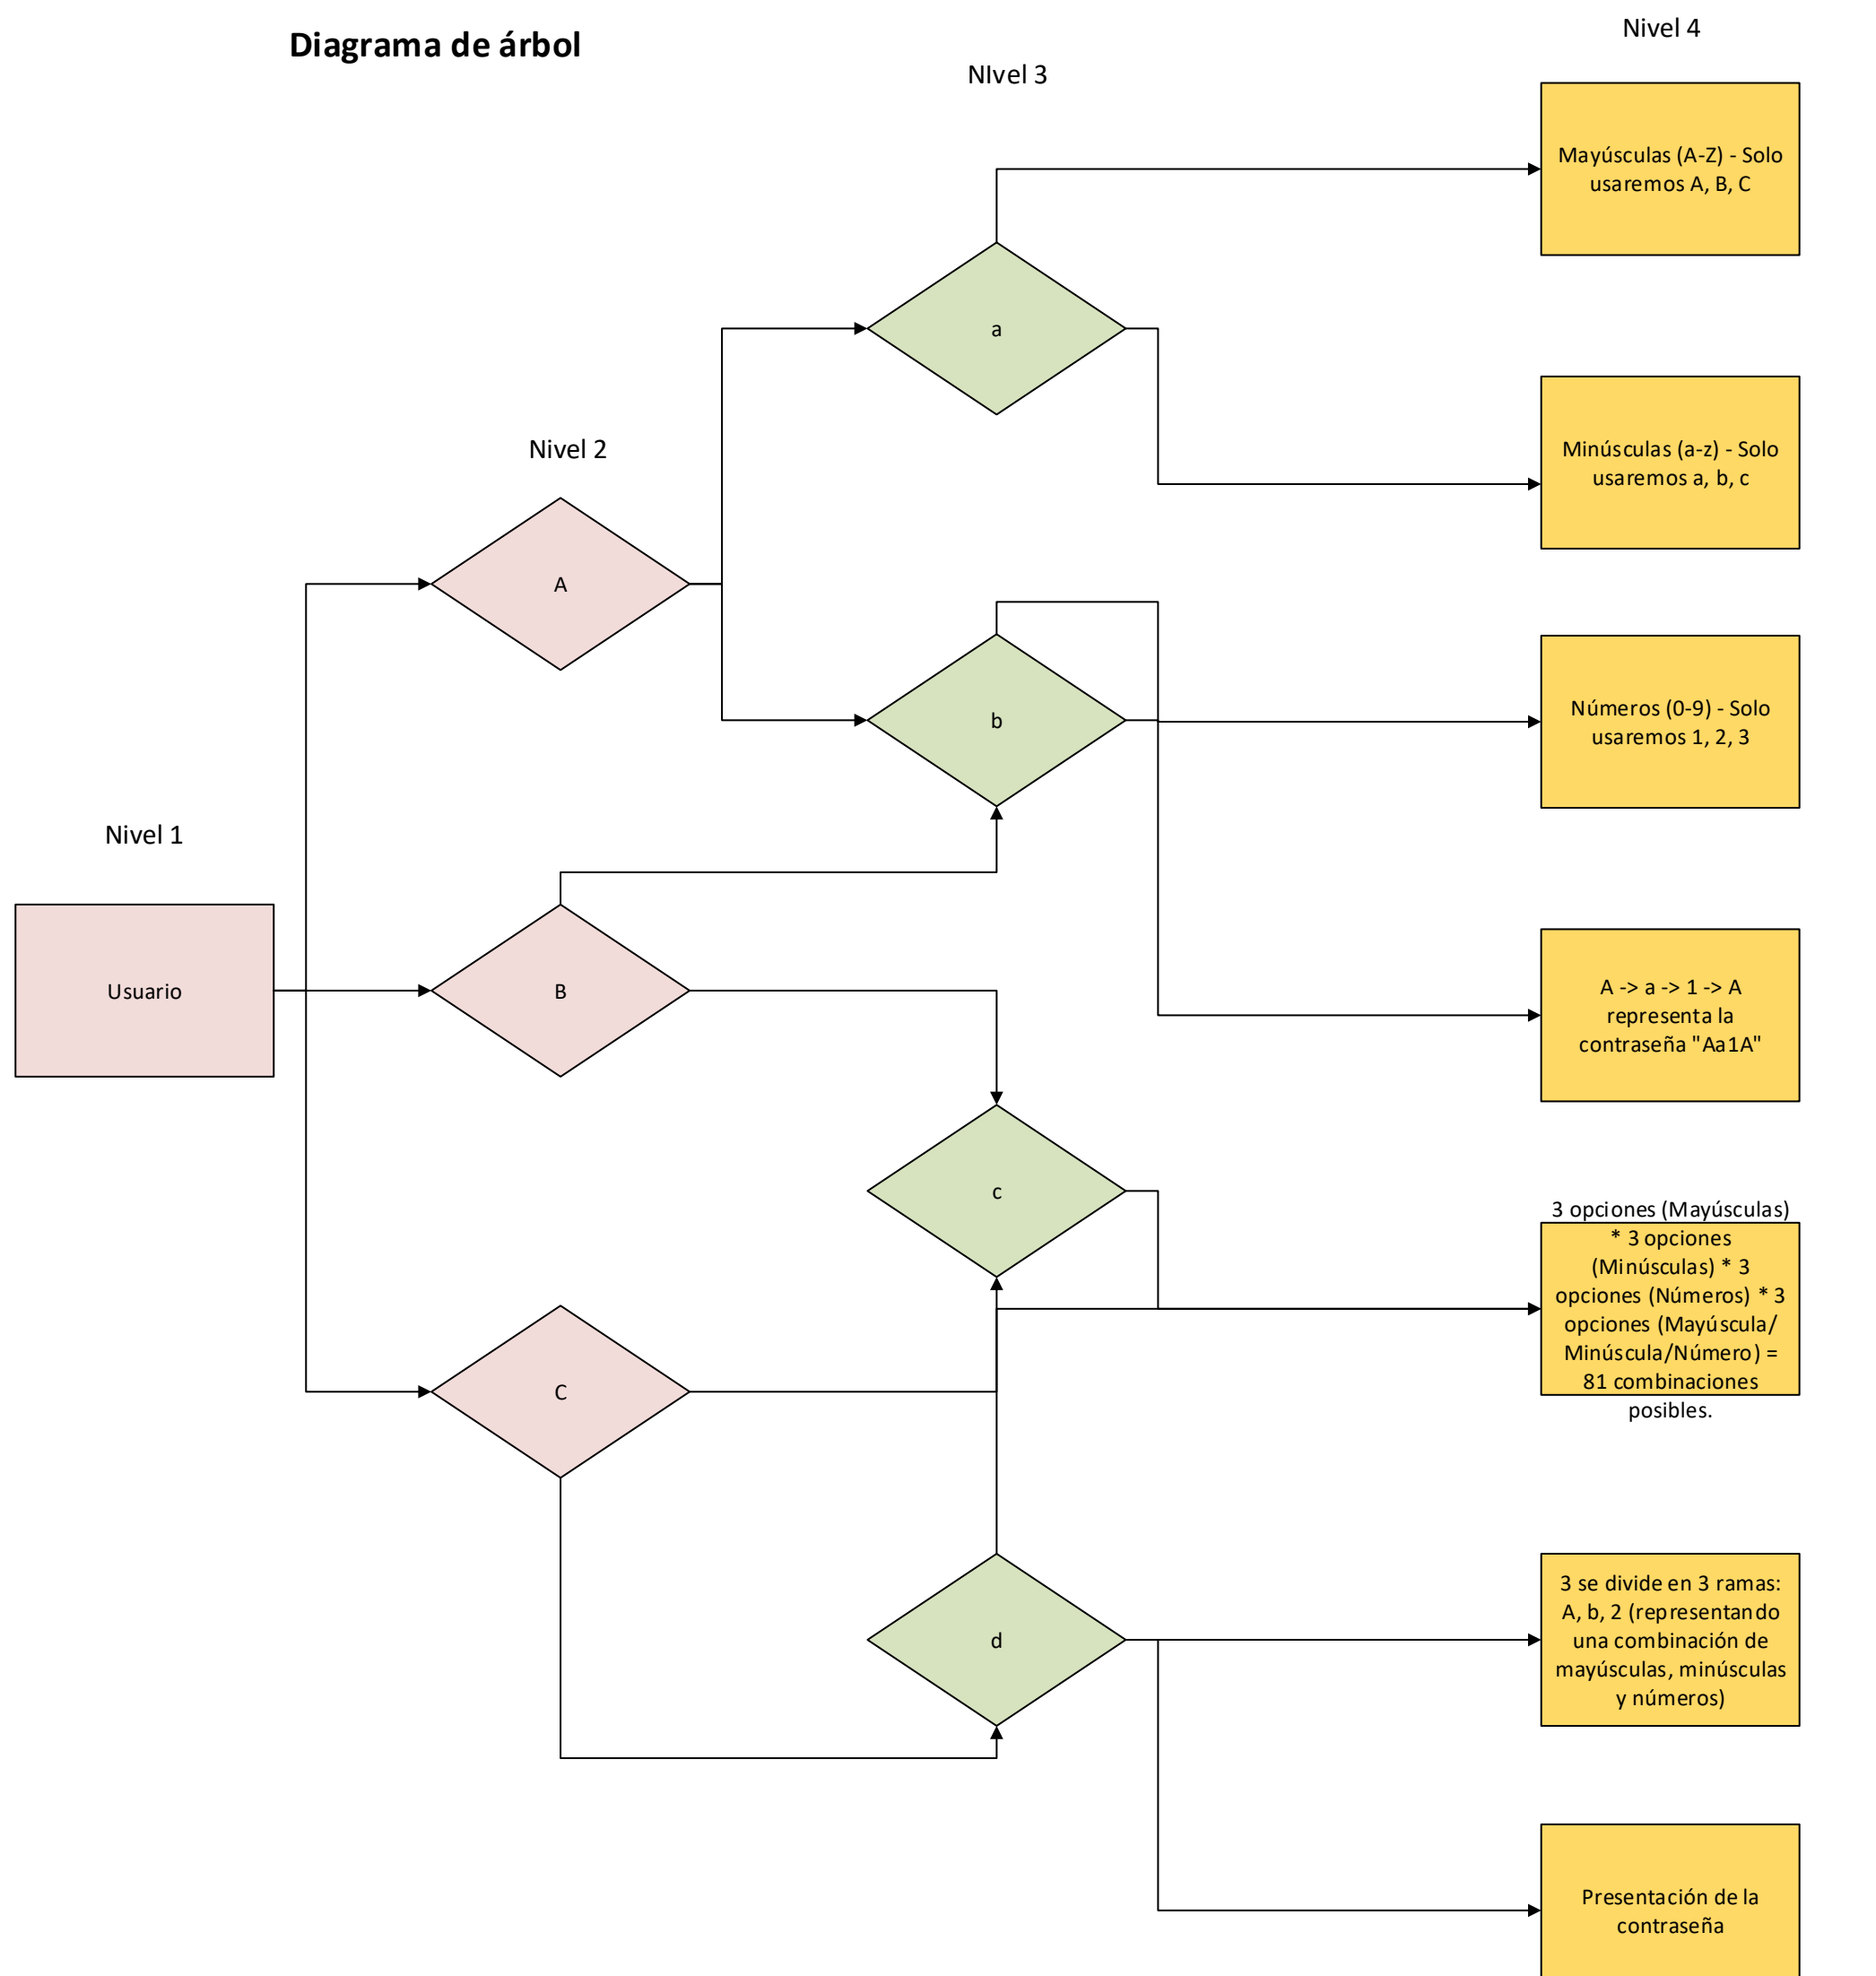 Diagrama de árbol
Nivel 4
NIvel 3
Mayúsculas (A-Z) - Solo
usaremos A, B, C
a
Minúsculas (a-z) - Solo
usaremos a, b, c
Nivel 2
A
b
Números (0-9) - Solo
usaremos 1, 2, 3
Nivel 1
Usuario
B
A -> a -> 1 -> A
representa la
contraseña "Aa1A"
c
3 opciones (Mayúsculas)
* 3 opciones
(Minúsculas) * 3
opciones (Números) * 3
opciones (Mayúscula/
Minúscula/Número) =
81 combinaciones
posibles.
C
3 se divide en 3 ramas:
A, b, 2 (representando
una combinación de
mayúsculas, minúsculas
y números)
d
Presentación de la
contraseña